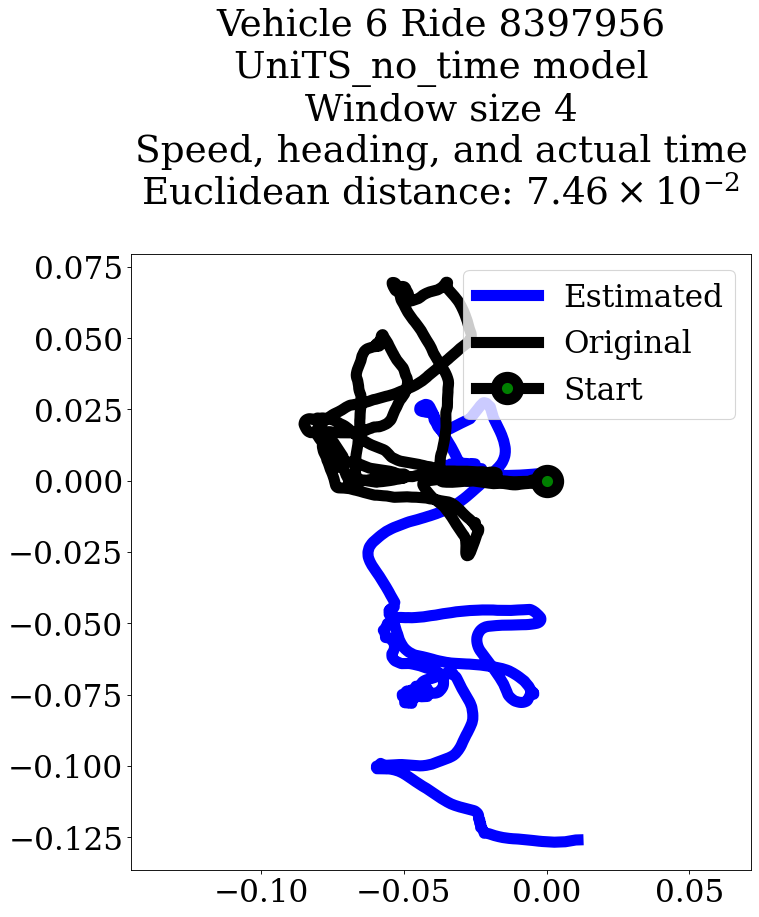 Vehicle 6 Ride 8397956
UniTS_no_time model
Window size 4
Speed, heading, and actual time
Euclidean distance: 7.46 × 10⁻²
0.075
0.050
0.025
0.000
−0.025
−0.050
−0.075
−0.100
−0.125
Estimated
Original
Start
−0.10 −0.05 0.00 0.05